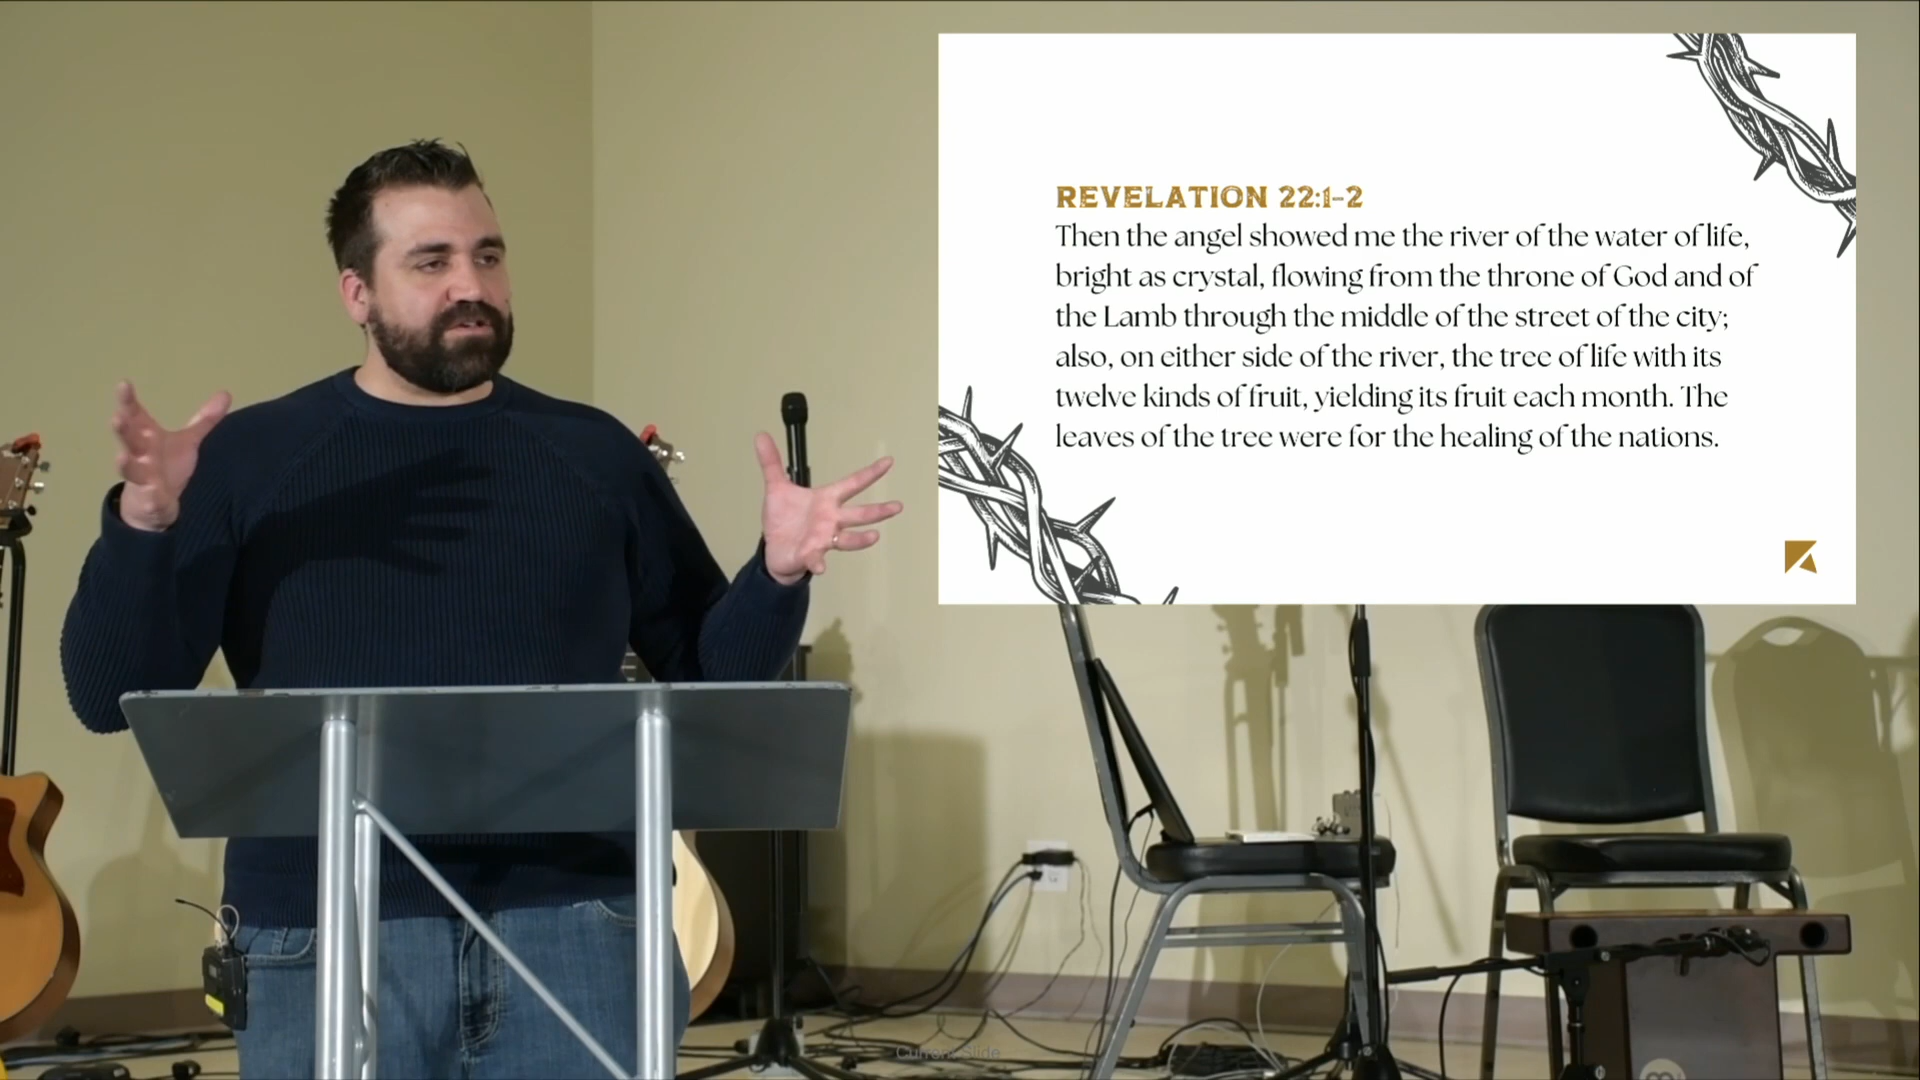 REVELATION 22:1-2
Then the angel showed me the river of the water of life,
bright as crystal, flowing from the throne of God and of
the Lamb through the middle of the street of the city;
also, on either side of the river, the tree of life with its
twelve kinds of fruit, yielding its fruit each month. The
leaves of the tree were for the healing of the nations.
Current Slide